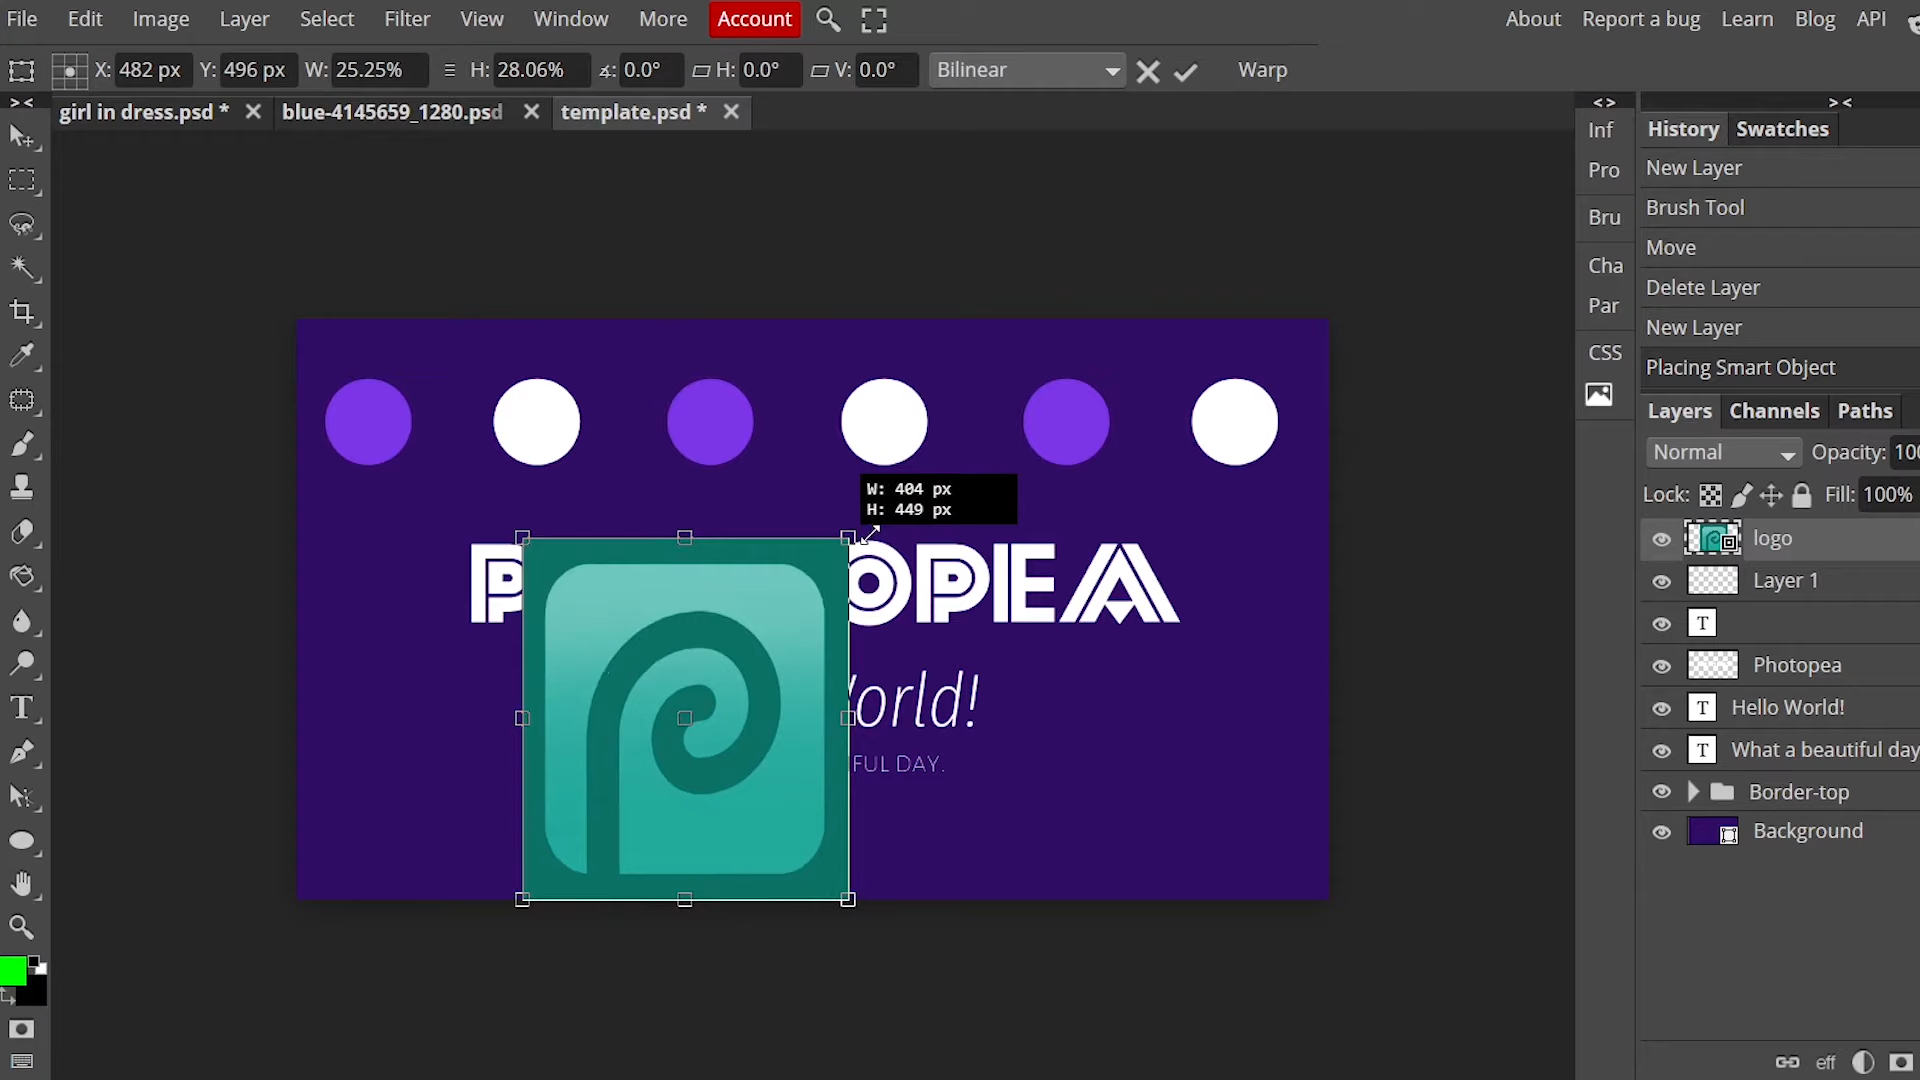 File Edit Image Layer Select Filter View Window More Account About Report a bug Learn Blog API
X: 482 px Y: 496 px W: 25.25% H: 28.06% 0.0° H: 0.0° V: 0.0° Bilinear Warp
girl in dress.psd * blue-4145659_1280.psd template.psd *
Inf
Pro
Bru
Cha
Par
CSS
History Swatches
New Layer
Brush Tool
Move
Delete Layer
New Layer
Placing Smart Object
Layers Channels Paths
Normal Opacity: 100
Lock: Fill: 100%
logo
Layer 1
T
Photopea
T Hello World!
T What a beautiful day
Border-top
Background
eff
W: 404 px
H: 449 px
P OPEA
orld!
FUL DAY.